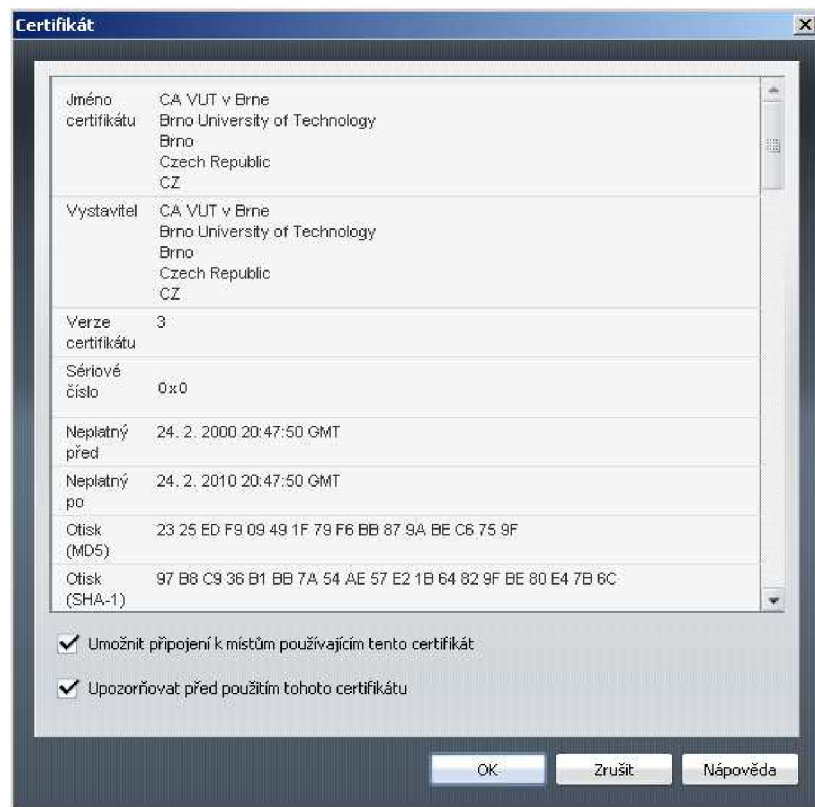 Certifikát
Jméno certifikátu
CA VUT v Brne
Brno University of Technology
Brno
Czech Republic
CZ
Vystavitel
CA VUT v Brne
Brno University of Technology
Brno
Czech Republic
CZ
Verze certifikátu
3
Sériové číslo
0x0
Neplatný před
24. 2. 2000 20:47:50 GMT
Neplatný po
24. 2. 2010 20:47:50 GMT
Otisk (MD5)
23 25 ED F9 09 49 1F 79 F6 BB 87 9A BE C6 75 9F
Otisk (SHA-1)
97 B8 C9 36 B1 BB 7A 54 AE 57 E2 1B 64 82 9F BE 80 E4 7B 6C
Umožnit připojení k místům používajícím tento certifikát
Upozorňovat před použitím tohoto certifikátu
OK
Zrušit
Nápověda